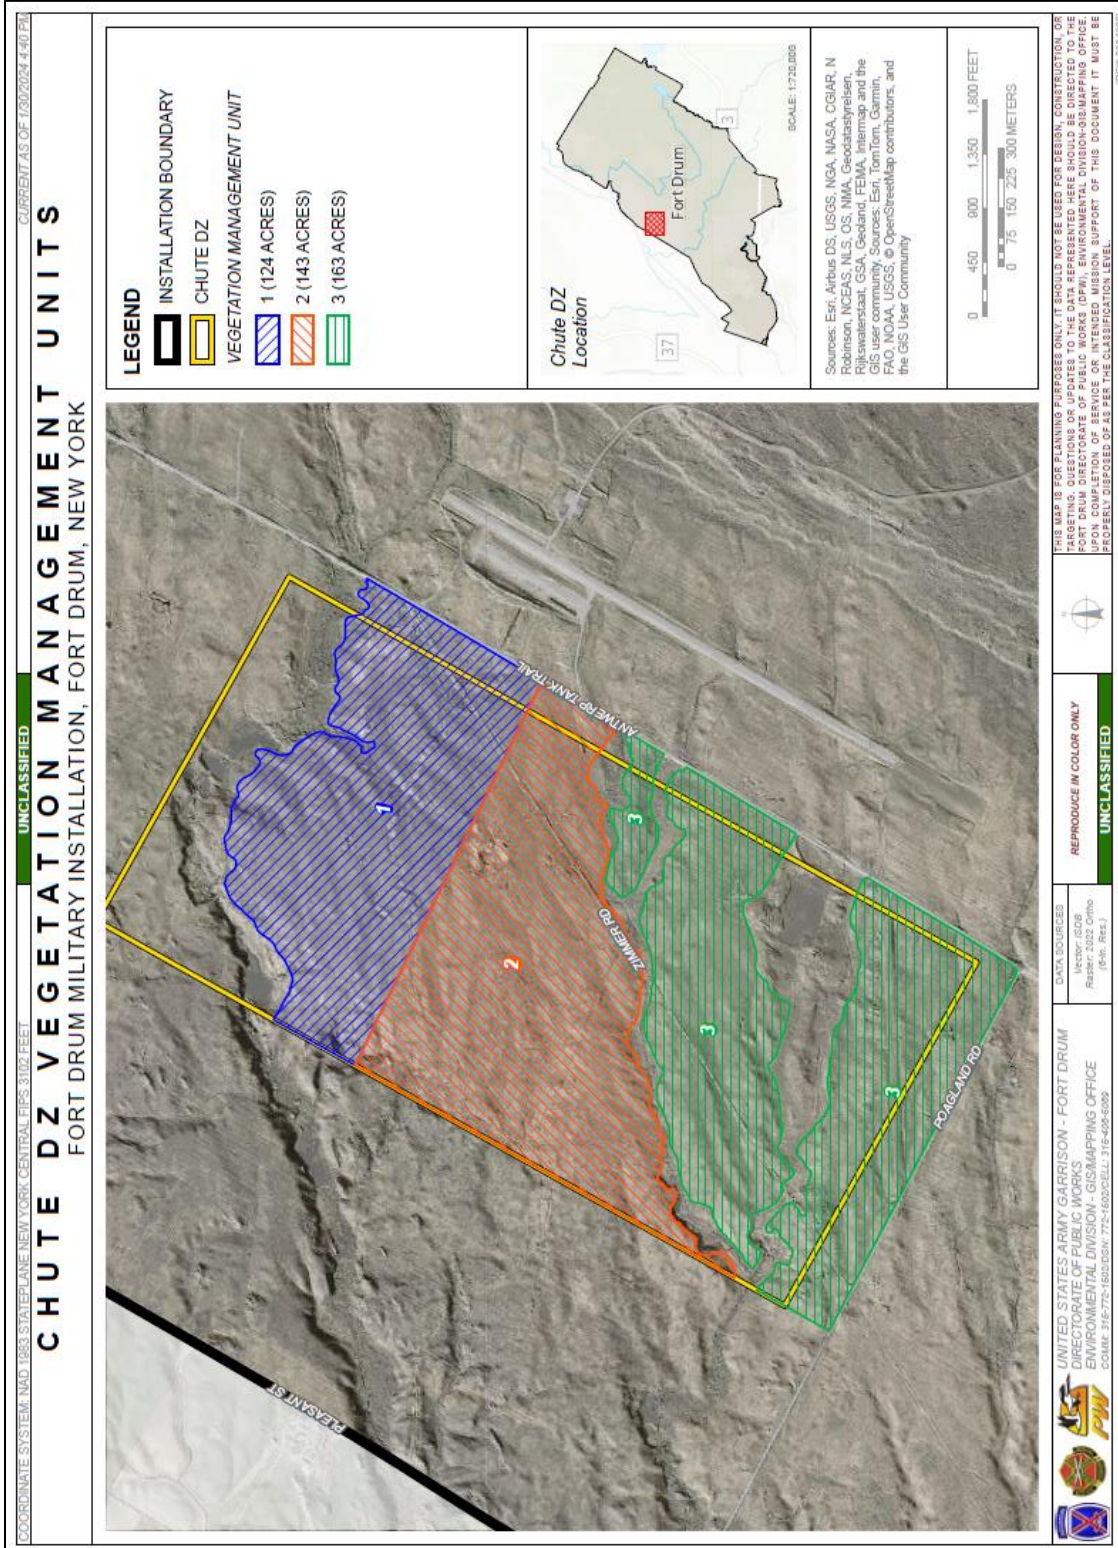 COORDINATE SYSTEM: NAD 1983 STATEPLANE NEW YORK CENTRAL FIPS 3102 FEET
UNCLASSIFIED
CURRENT AS OF 1/30/2024 4:40 PM
CHUTE DZ VEGETATION MANAGEMENT UNITS
FORT DRUM MILITARY INSTALLATION, FORT DRUM, NEW YORK
PLEASANT ST
1
2
3
3
3
ZIMMER RD
ANTWERP TANK TRAIL
POAGLAND RD
LEGEND
INSTALLATION BOUNDARY
CHUTE DZ
VEGETATION MANAGEMENT UNIT
1 (124 ACRES)
2 (143 ACRES)
3 (163 ACRES)
Chute DZ
Location
37
Fort Drum
3
SCALE: 1:720,000
Sources: Esri, Airbus DS, USGS, NGA, NASA, CGIAR, N
Robinson, NCEAS, NLS, OS, NMA, Geodatastyrelsen,
Rijkswaterstaat, GSA, Geoland, FEMA, Intermap and the
GIS user community, Sources: Esri, TomTom, Garmin,
FAO, NOAA, USGS, © OpenStreetMap contributors, and
the GIS User Community
0 450 900 1,350 1,800 FEET
0 75 150 225 300 METERS
UNITED STATES ARMY GARRISON - FORT DRUM
DIRECTORATE OF PUBLIC WORKS
ENVIRONMENTAL DIVISION - GIS/MAPPING OFFICE
PW
DATA SOURCES
Vector: ISDB
Raster: 2022 Ortho
(6-in. Res.)
REPRODUCE IN COLOR ONLY
UNCLASSIFIED
N
THIS MAP IS FOR PLANNING PURPOSES ONLY. IT SHOULD NOT BE USED FOR DESIGN, CONSTRUCTION, OR
TARGETING. QUESTIONS OR UPDATES TO THE DATA REPRESENTED HERE SHOULD BE DIRECTED TO THE
FORT DRUM DIRECTORATE OF PUBLIC WORKS (DPW), ENVIRONMENTAL DIVISION-GIS/MAPPING OFFICE.
UPON COMPLETION OF SERVICE OR INTENDED MISSION SUPPORT OF THIS DOCUMENT IT MUST BE
PROPERLY DISPOSED OF AS PER THE CLASSIFICATION LEVEL.